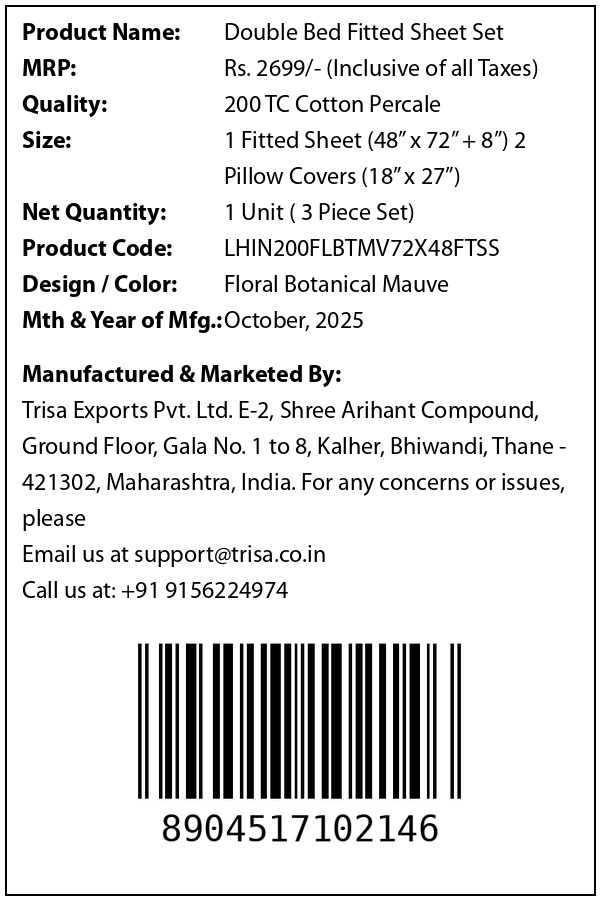 Product Name: Double Bed Fitted Sheet Set
MRP: Rs. 2699/- (Inclusive of all Taxes)
Quality: 200 TC Cotton Percale
Size: 1 Fitted Sheet (48” x 72” + 8”) 2
Pillow Covers (18” x 27”)
Net Quantity: 1 Unit ( 3 Piece Set)
Product Code: LHIN200FLBTMV72X48FTSS
Design / Color: Floral Botanical Mauve
Mth & Year of Mfg.: October, 2025
Manufactured & Marketed By:
Trisa Exports Pvt. Ltd. E-2, Shree Arihant Compound,
Ground Floor, Gala No. 1 to 8, Kalher, Bhiwandi, Thane -
421302, Maharashtra, India. For any concerns or issues,
please
Email us at support@trisa.co.in
Call us at: +91 9156224974
8904517102146